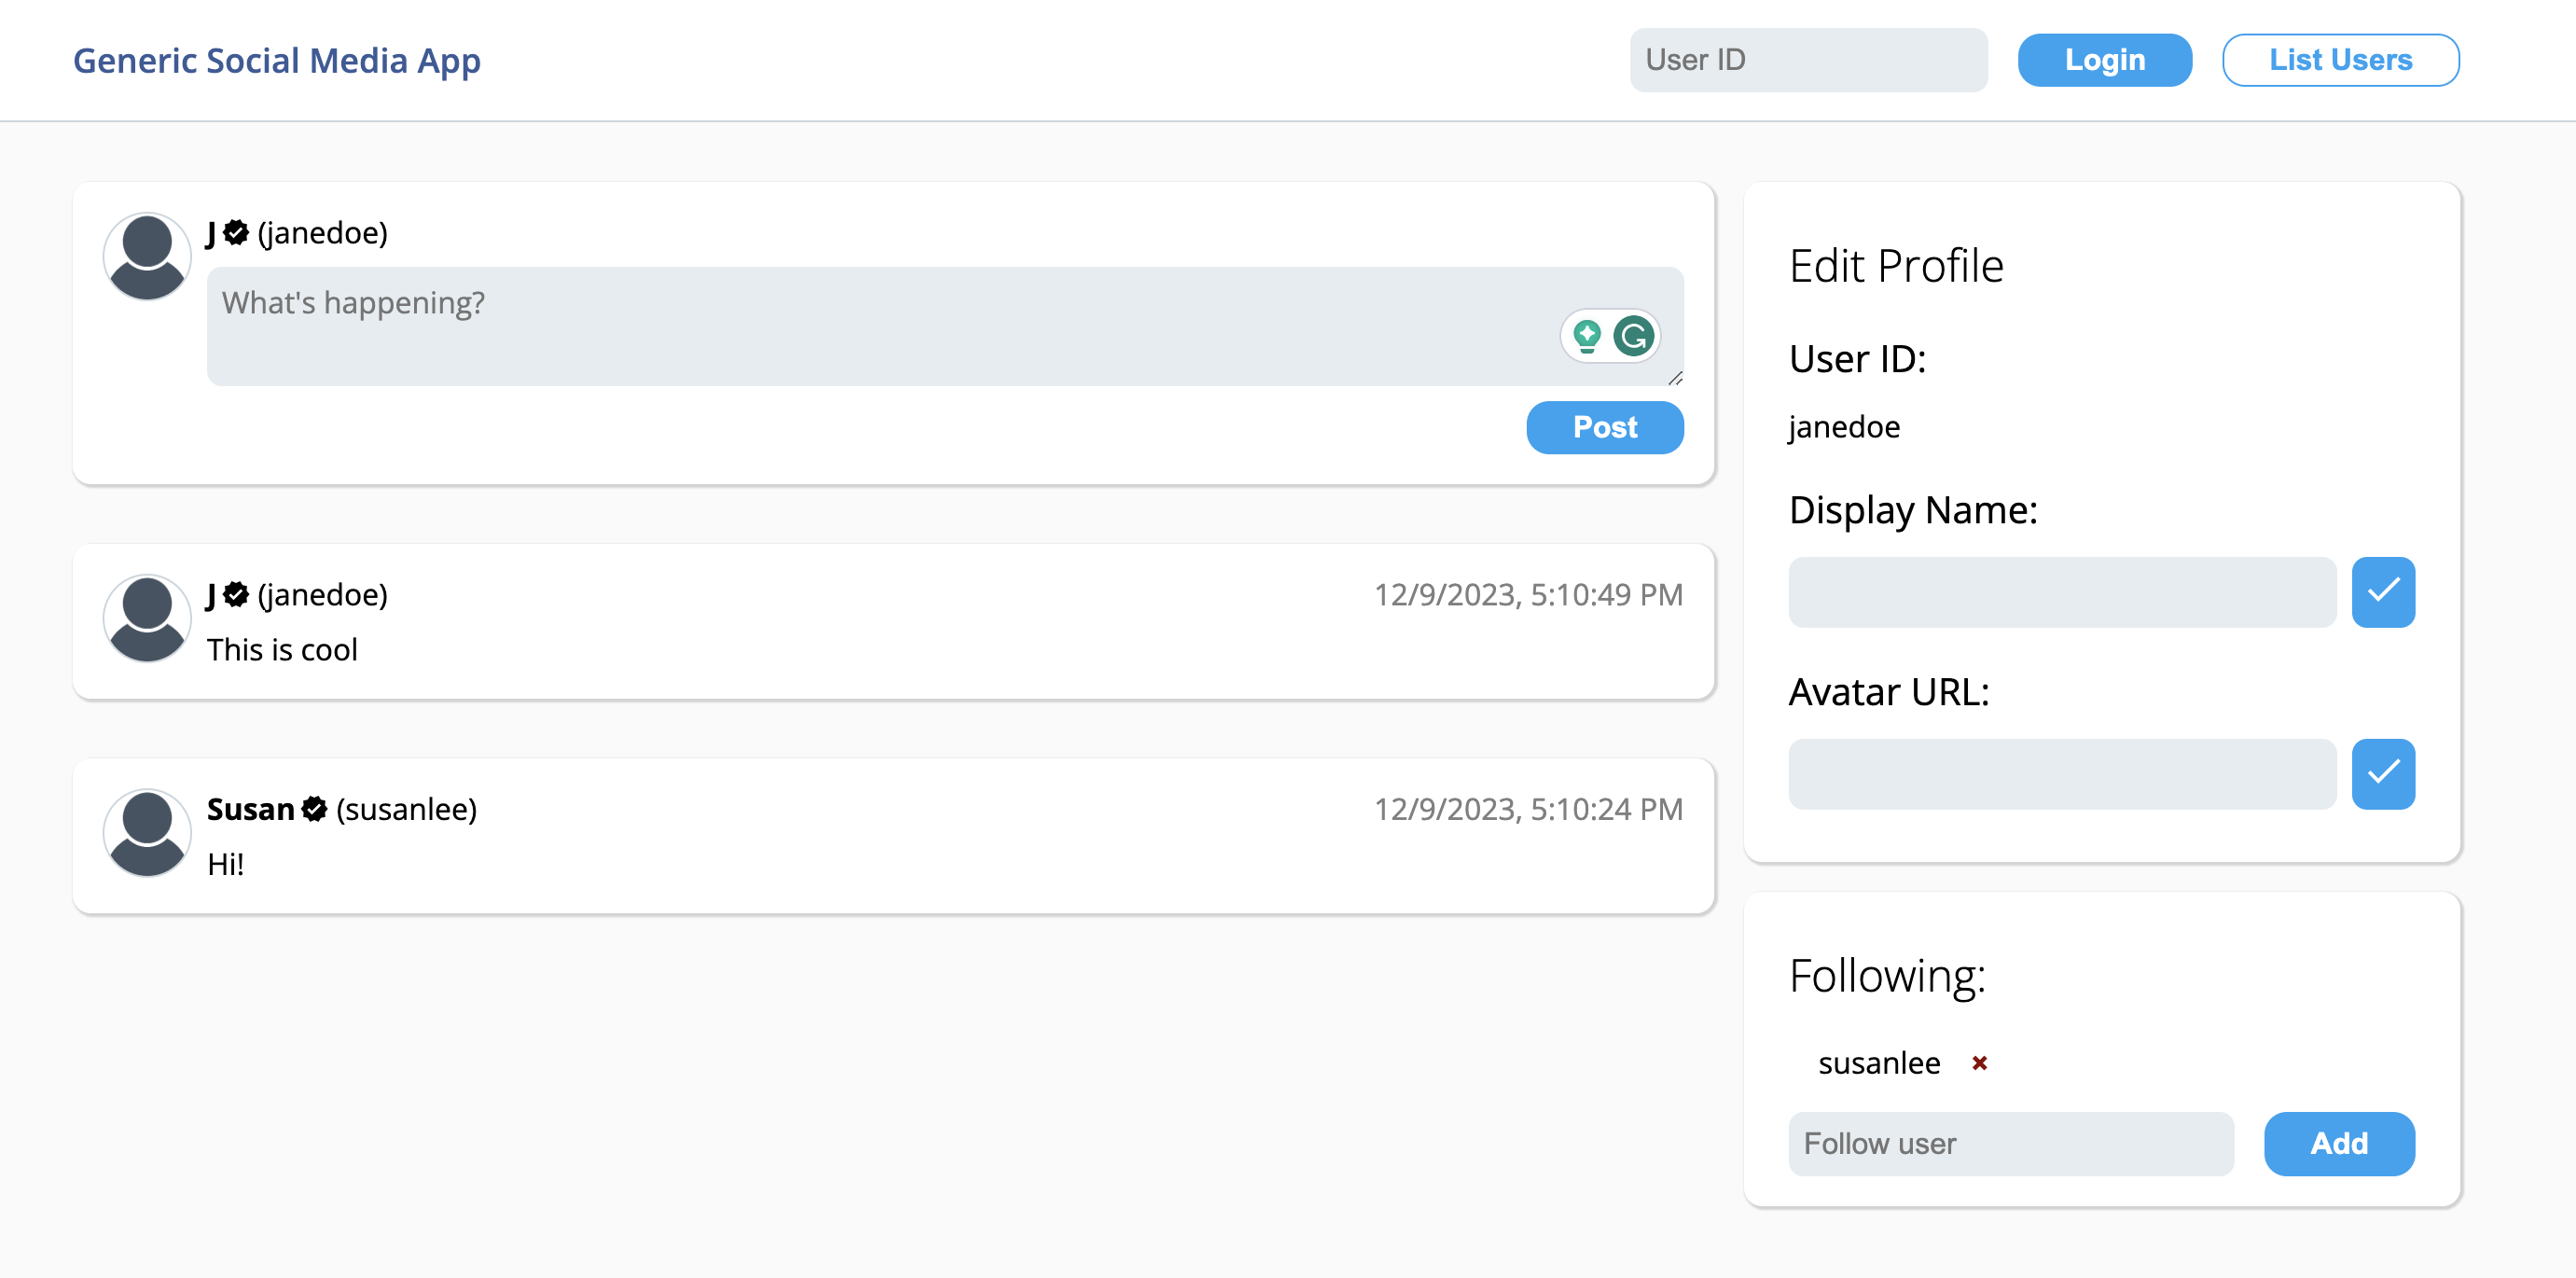 Generic Social Media App
User ID
Login
List Users
J (janedoe)
What's happening?
Post
J (janedoe)
12/9/2023, 5:10:49 PM
This is cool
Susan (susanlee)
12/9/2023, 5:10:24 PM
Hi!
Edit Profile
User ID:
janedoe
Display Name:
Avatar URL:
Following:
susanlee
Follow user
Add